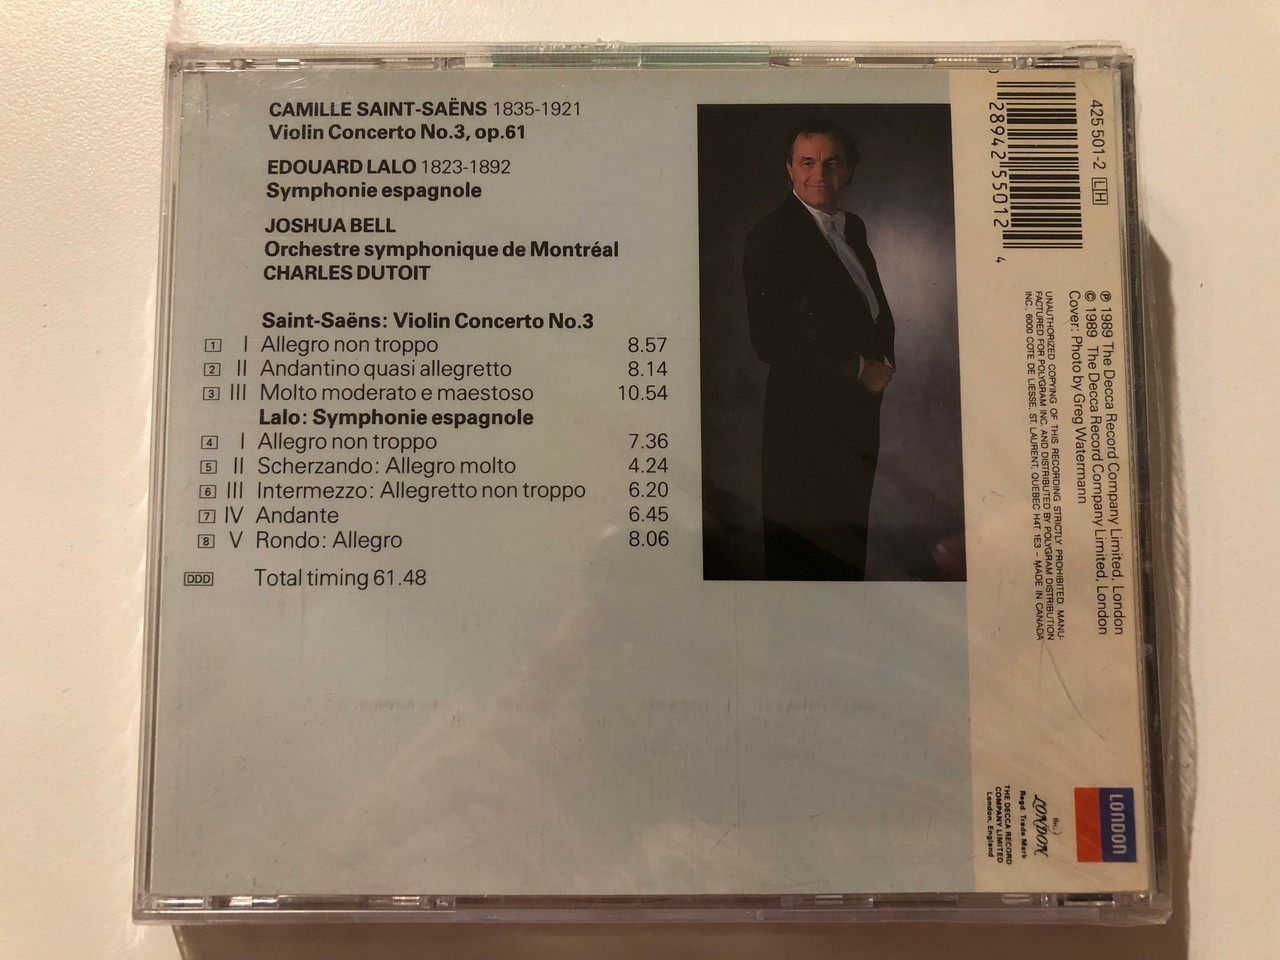 CAMILLE SAINT-SAËNS 1835-1921
Violin Concerto No.3, op.61
EDOUARD LALO 1823-1892
Symphonie espagnole
JOSHUA BELL
Orchestre symphonique de Montréal
CHARLES DUTOIT
Saint-Saëns: Violin Concerto No.3
1 I Allegro non troppo 8.57
2 II Andantino quasi allegretto 8.14
3 III Molto moderato e maestoso 10.54
Lalo: Symphonie espagnole
4 I Allegro non troppo 7.36
5 II Scherzando: Allegro molto 4.24
6 III Intermezzo: Allegretto non troppo 6.20
7 IV Andante 6.45
8 V Rondo: Allegro 8.06
DDD Total timing 61.48
425 501-2 LH
0 28942 55012 4
℗ 1989 The Decca Record Company Limited, London
© 1989 The Decca Record Company Limited, London
Cover: Photo by Greg Watermann
UNAUTHORIZED COPYING OF THIS RECORDING STRICTLY PROHIBITED. MANU-
FACTURED FOR POLYGRAM INC. AND DISTRIBUTED BY POLYGRAM DISTRIBUTION
INC. 6000 COTE DE LIESSE, ST. LAURENT, QUEBEC H4T 1E3 – MADE IN CANADA
LONDON
LONDON
Regd. Trade Mark
THE DECCA RECORD
COMPANY LIMITED
London, England